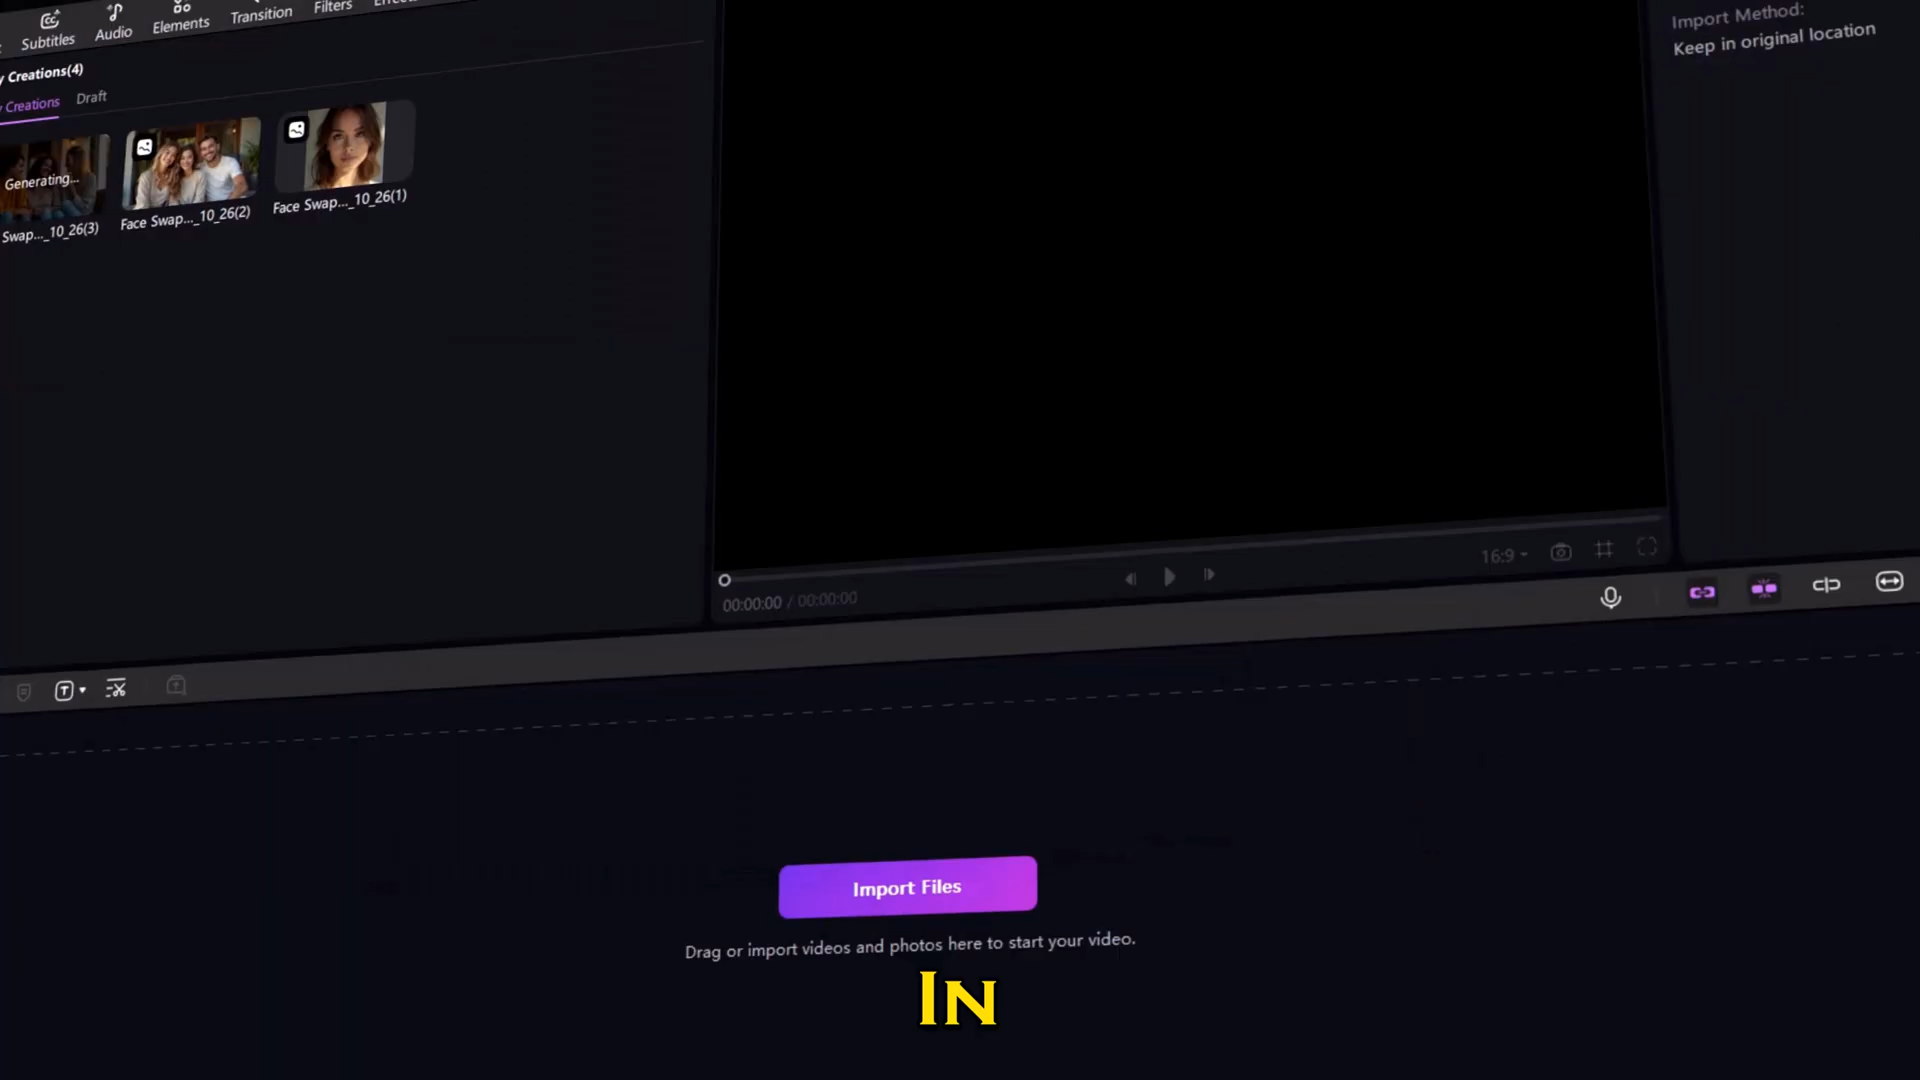 Subtitles
Audio
Elements
Transition
Filters
y Creations(4)
y Creations
Draft
Generating...
Swap..._10_26(3)
Face Swap..._10_26(2)
Face Swap..._10_26(1)
Import Method:
Keep in original location
00:00:00 / 00:00:00
16:9
Import Files
Drag or import videos and photos here to start your video.
In